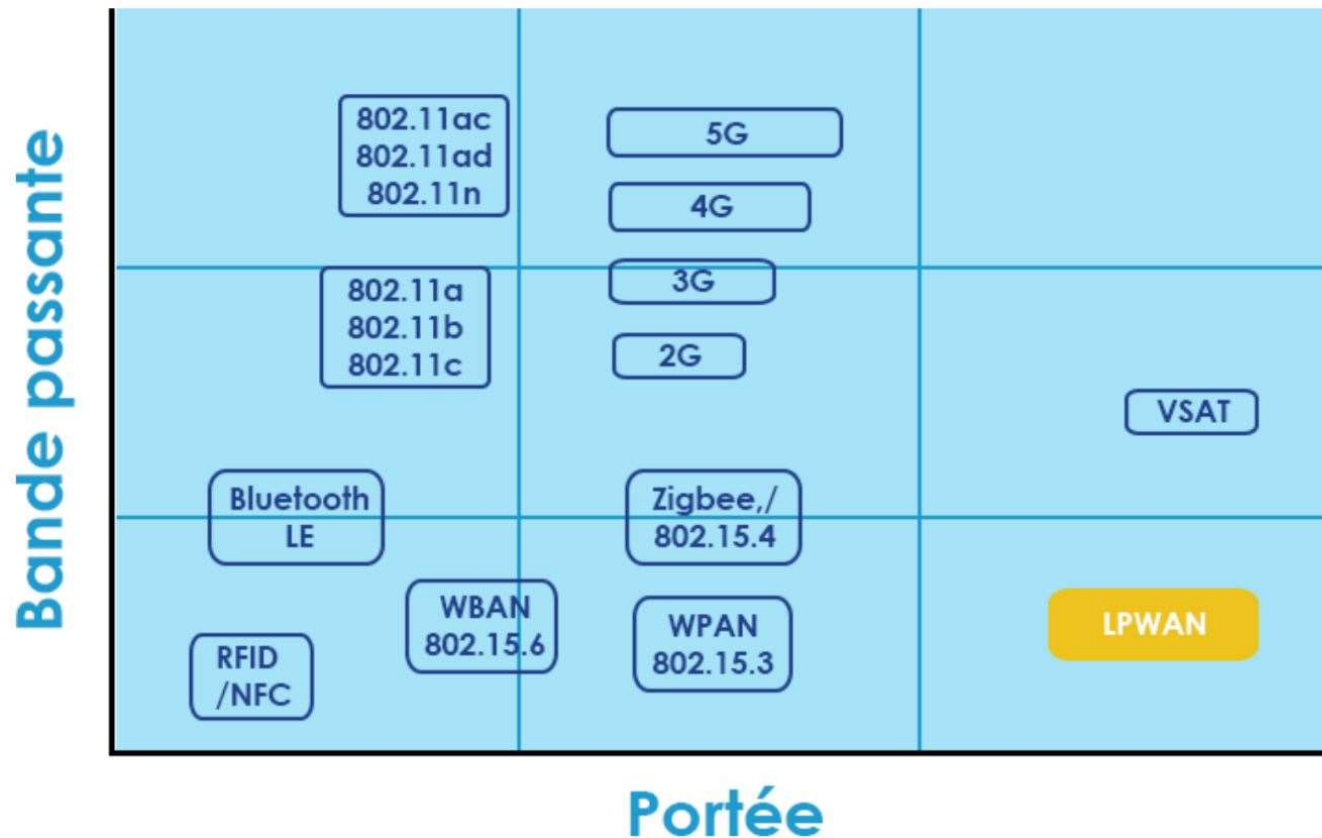 Bande passante
802.11ac
802.11ad
802.11n
5G
4G
802.11a
802.11b
802.11c
3G
2G
VSAT
Bluetooth
LE
Zigbee,/
802.15.4
WBAN
802.15.6
WPAN
802.15.3
LPWAN
RFID
/NFC
Portée